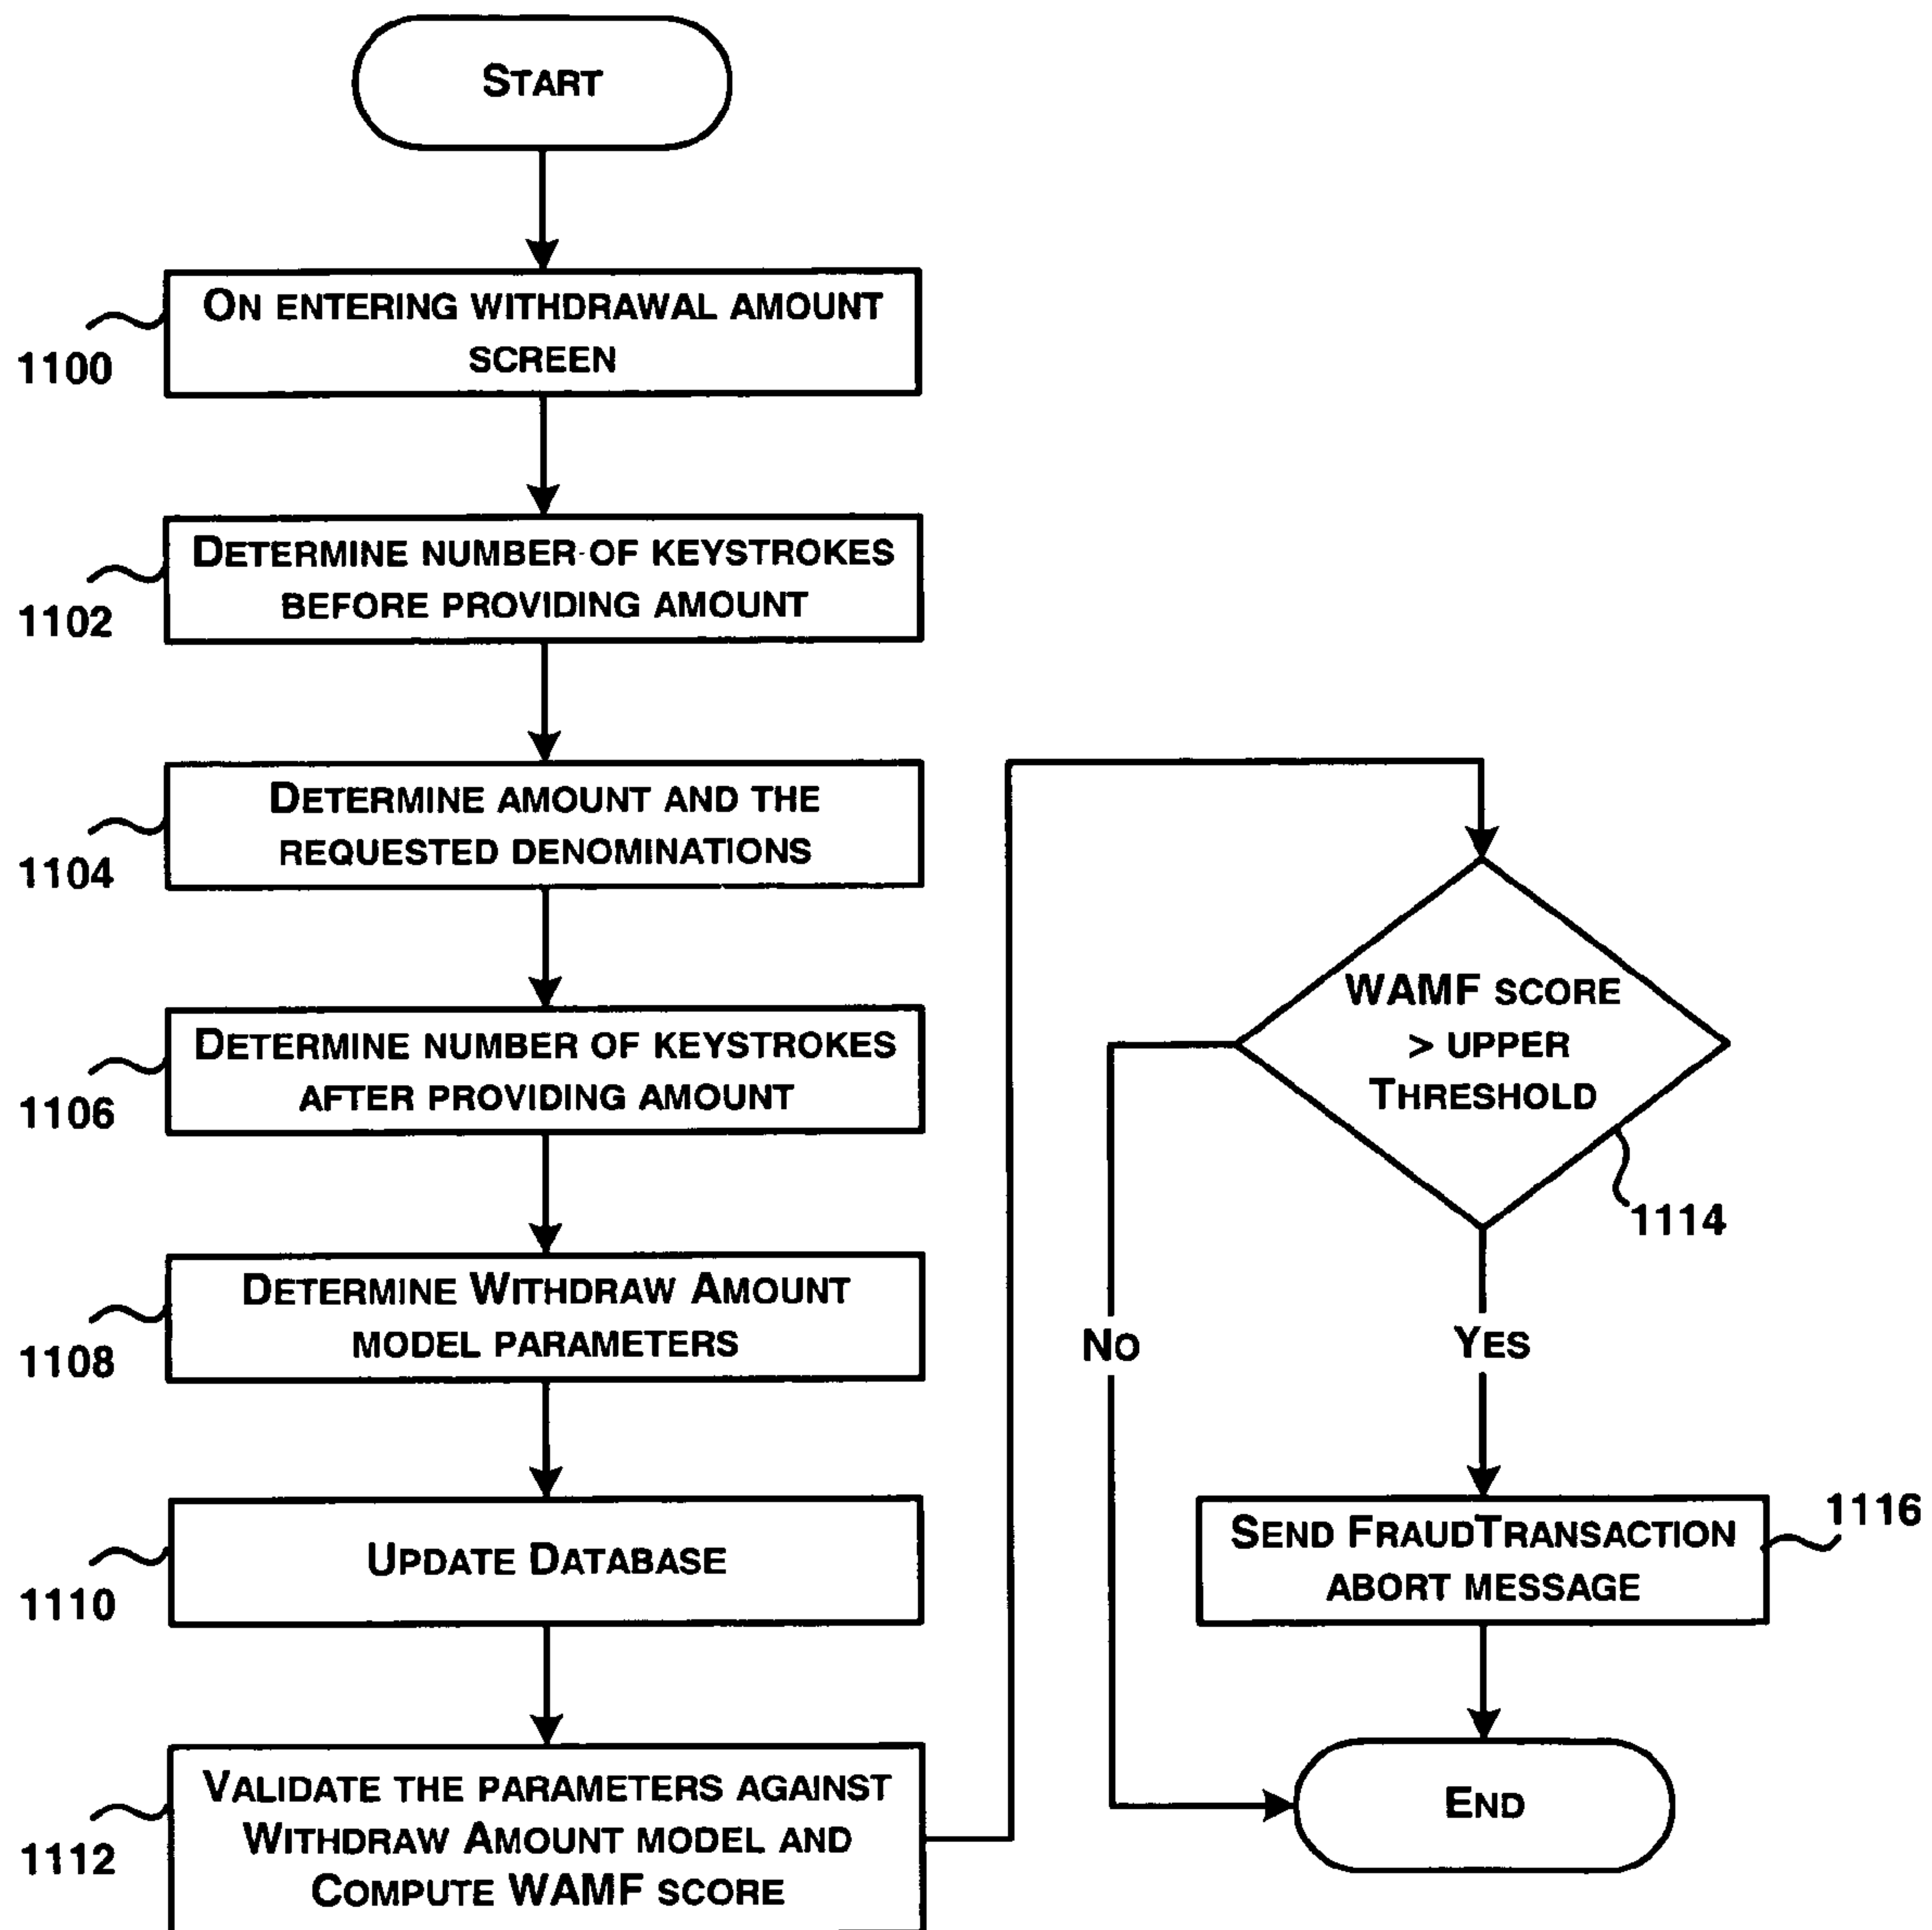 START
ON ENTERING WITHDRAWAL AMOUNT
SCREEN
1100
DETERMINE NUMBER OF KEYSTROKES
BEFORE PROVIDING AMOUNT
1102
DETERMINE AMOUNT AND THE
REQUESTED DENOMINATIONS
1104
DETERMINE NUMBER OF KEYSTROKES
AFTER PROVIDING AMOUNT
1106
DETERMINE WITHDRAW AMOUNT
MODEL PARAMETERS
1108
UPDATE DATABASE
1110
VALIDATE THE PARAMETERS AGAINST
WITHDRAW AMOUNT MODEL AND
COMPUTE WAMF SCORE
1112
WAMF SCORE
> UPPER
THRESHOLD
1114
NO
YES
SEND FRAUDTRANSACTION
ABORT MESSAGE
1116
END